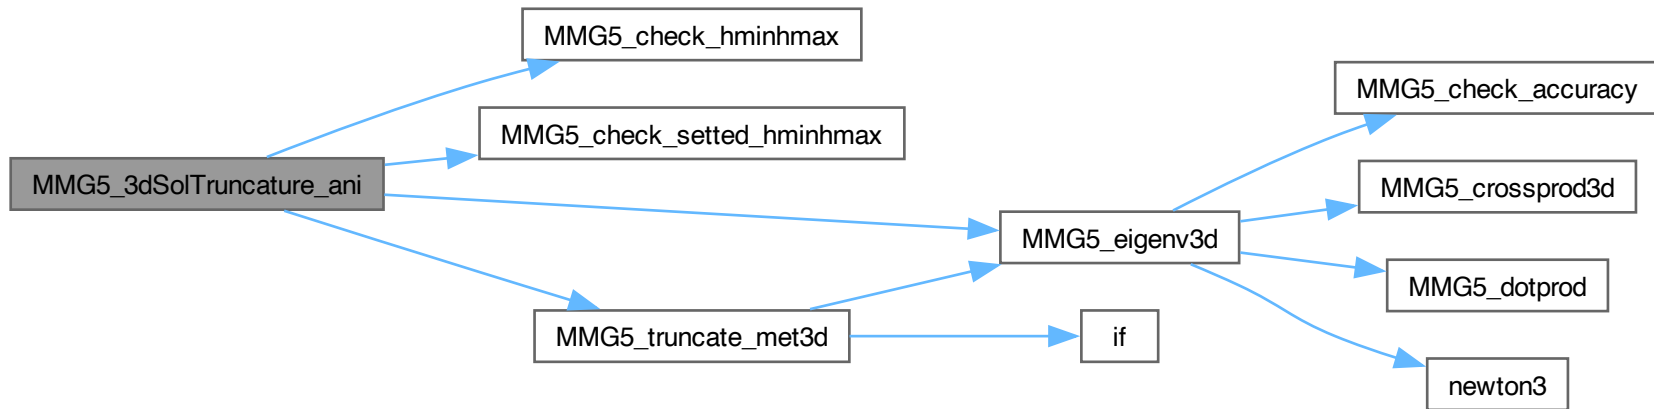 MMG5_3dSolTruncature_ani
MMG5_check_hminhmax
MMG5_check_setted_hminhmax
MMG5_truncate_met3d
MMG5_eigenv3d
if
MMG5_check_accuracy
MMG5_crossprod3d
MMG5_dotprod
newton3